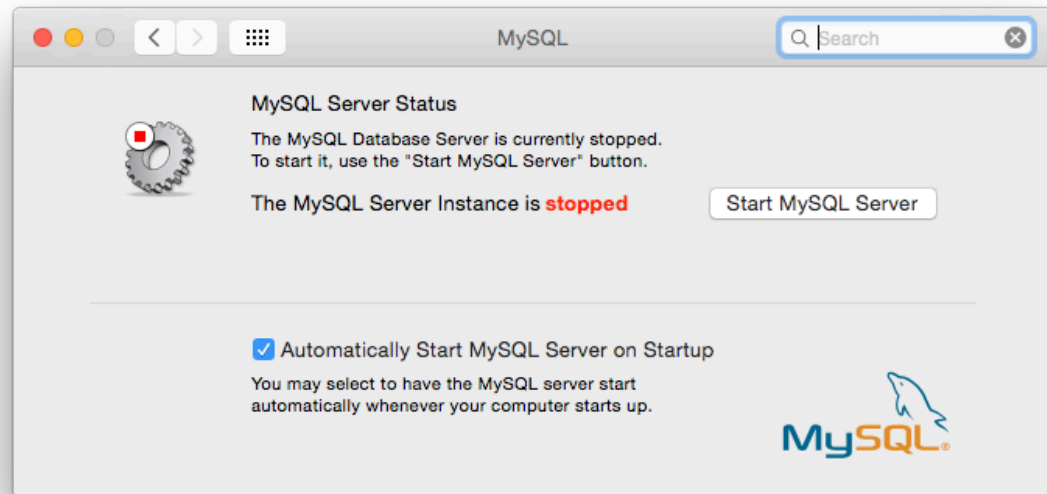 MySQL
Search
MySQL Server Status
The MySQL Database Server is currently stopped.
To start it, use the "Start MySQL Server" button.
The MySQL Server Instance is stopped
Start MySQL Server
Automatically Start MySQL Server on Startup
You may select to have the MySQL server start
automatically whenever your computer starts up.
MySQL®